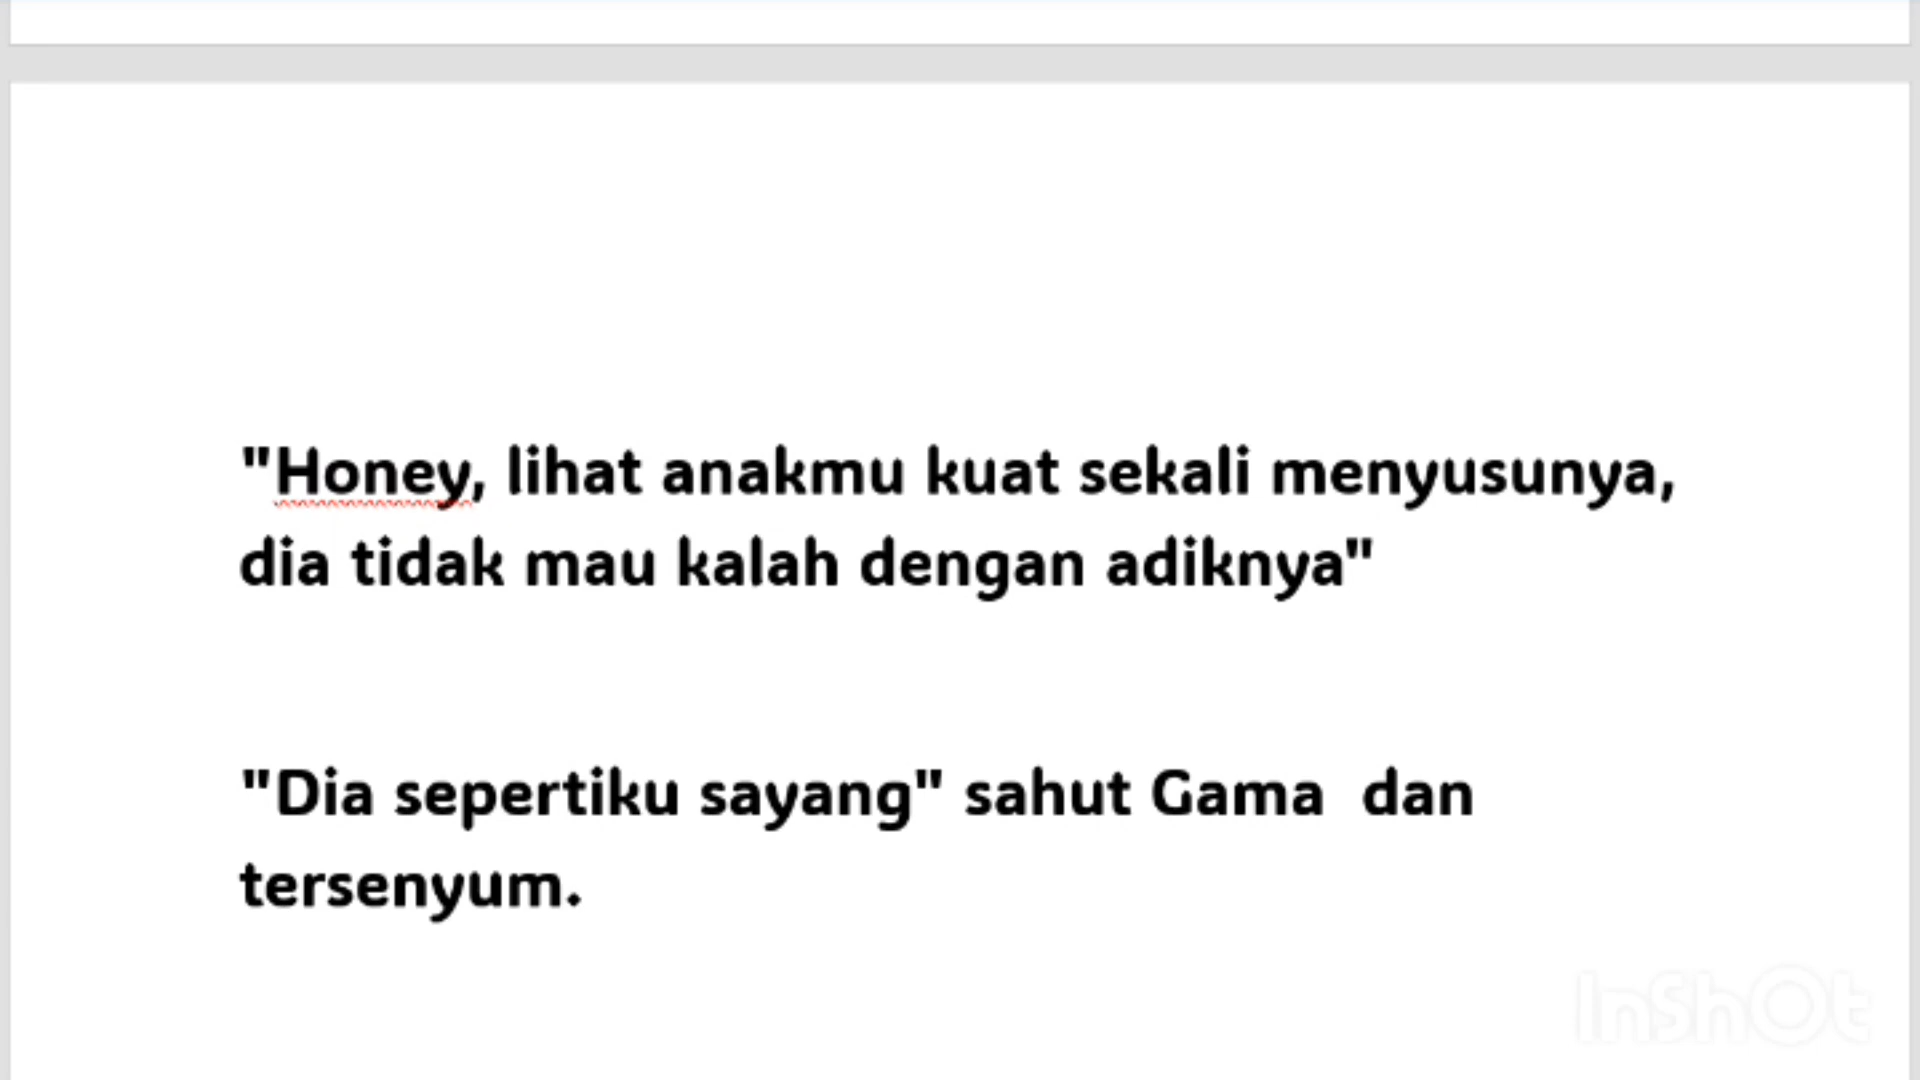 "Honey, lihat anakmu kuat sekali menyusunya,
dia tidak mau kalah dengan adiknya"
"Dia sepertiku sayang" sahut Gama  dan
tersenyum.
InShOt